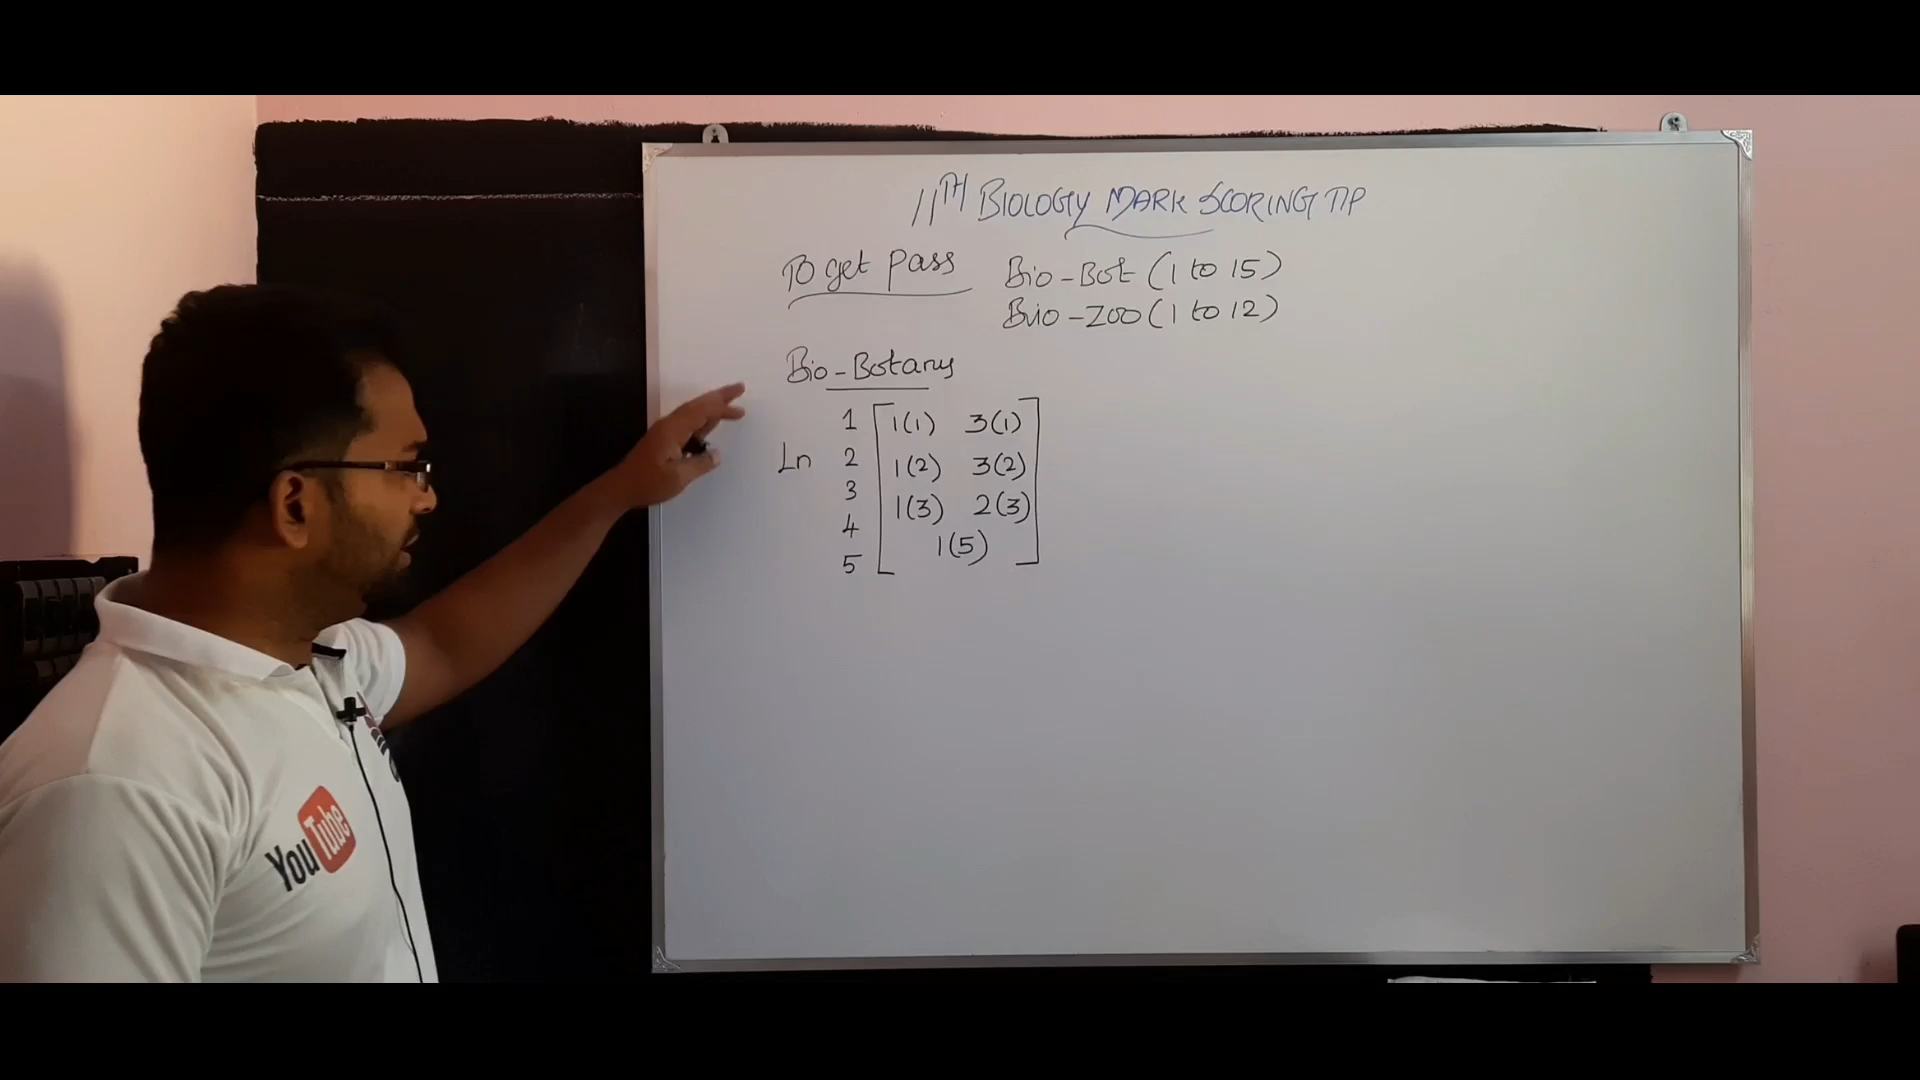 11TH BIOLOGY MARK SCORING TIP
To get pass Bio-Bot (1 to 15)
Bio-Zoo (1 to 12)
Bio-Botany
1 1(1) 3(1)
Ln 2 1(2) 3(2)
3 1(3) 2(3)
4 1(5)
5
YouTube